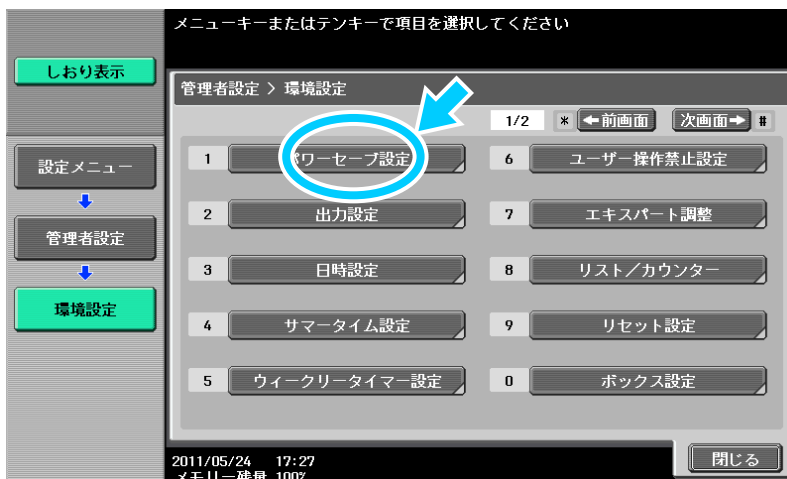 メニューキーまたはテンキーで項目を選択してください
しおり表示
管理者設定 > 環境設定
1/2 * ←前画面 次画面→ #
設定メニュー
管理者設定
環境設定
1 パワーセーブ設定
2 出力設定
3 日時設定
4 サマータイム設定
5 ウィークリータイマー設定
6 ユーザー操作禁止設定
7 エキスパート調整
8 リスト/カウンター
9 リセット設定
0 ボックス設定
2011/05/24 17:27
メモリー残量 100%
閉じる